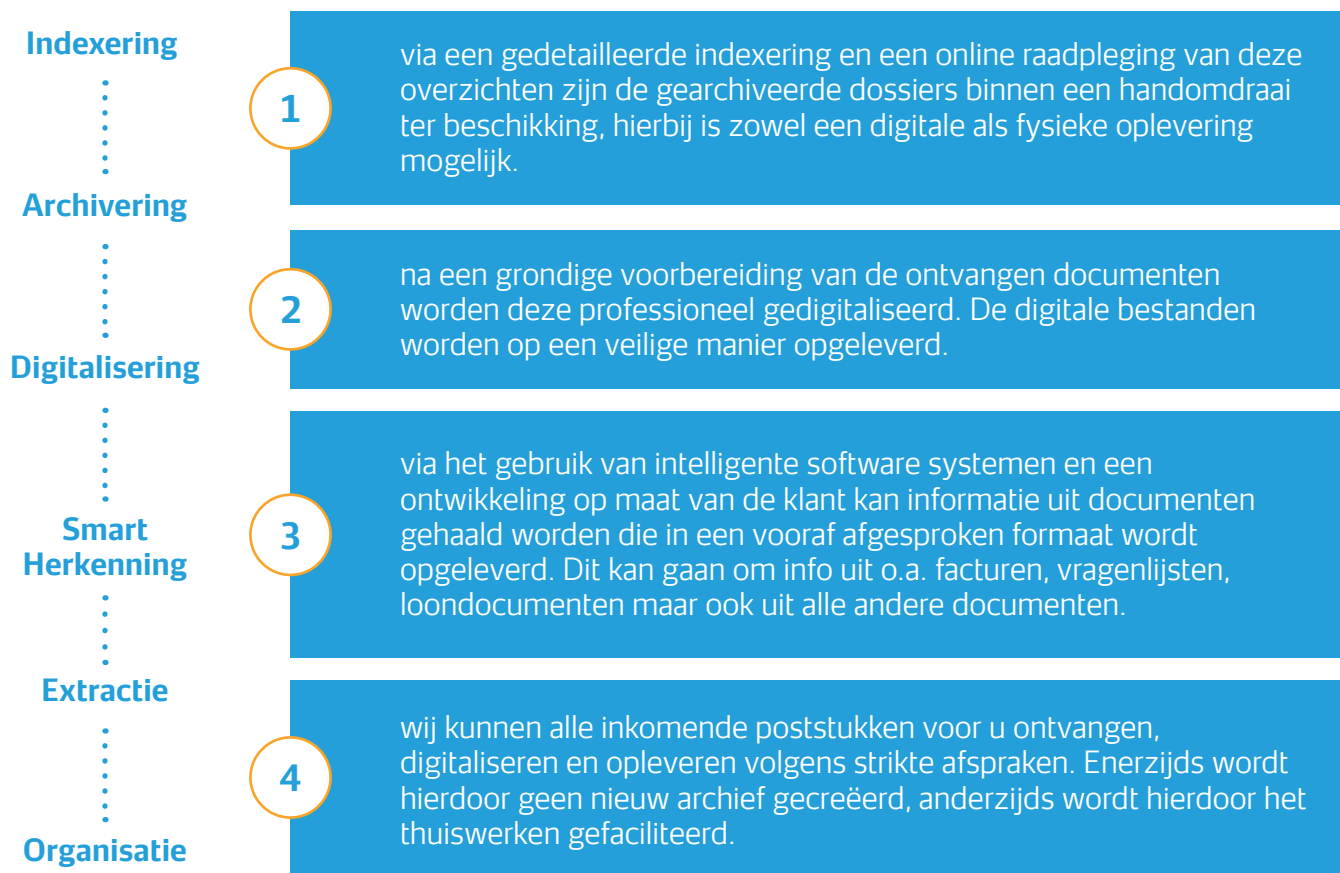 Indexering
Archivering
Digitalisering
Smart
Herkenning
Extractie
Organisatie
1
via een gedetailleerde indexering en een online raadpleging van deze
overzichten zijn de gearchiveerde dossiers binnen een handomdraai
ter beschikking, hierbij is zowel een digitale als fysieke oplevering
mogelijk.
2
na een grondige voorbereiding van de ontvangen documenten
worden deze professioneel gedigitaliseerd. De digitale bestanden
worden op een veilige manier opgeleverd.
3
via het gebruik van intelligente software systemen en een
ontwikkeling op maat van de klant kan informatie uit documenten
gehaald worden die in een vooraf afgesproken formaat wordt
opgeleverd. Dit kan gaan om info uit o.a. facturen, vragenlijsten,
loondocumenten maar ook uit alle andere documenten.
4
wij kunnen alle inkomende poststukken voor u ontvangen,
digitaliseren en opleveren volgens strikte afspraken. Enerzijds wordt
hierdoor geen nieuw archief gecreëerd, anderzijds wordt hierdoor het
thuiswerken gefaciliteerd.